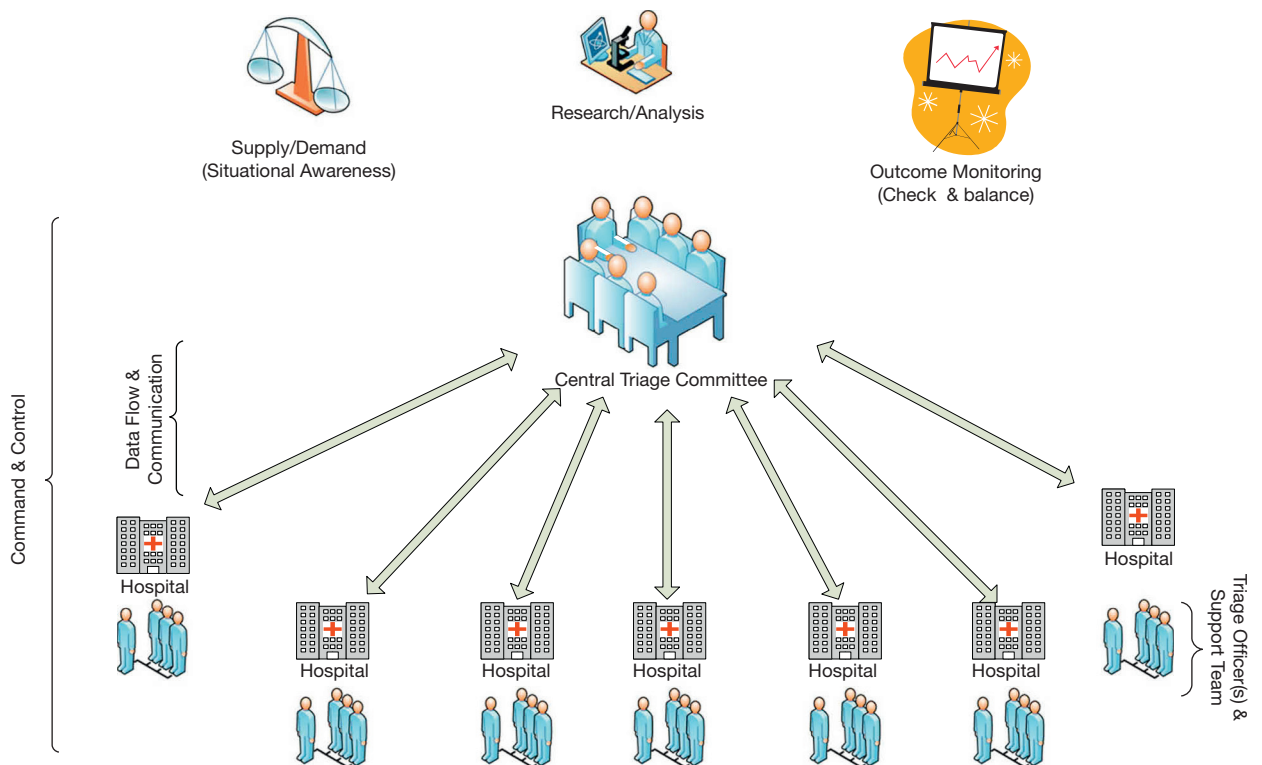 Research/Analysis
Supply/Demand
(Situational Awareness)
Outcome Monitoring
(Check & balance)
Command & Control
Data Flow &
Communication
Central Triage Committee
Hospital
Hospital
Hospital
Hospital
Hospital
Hospital
Hospital
Triage Officer(s) &
Support Team